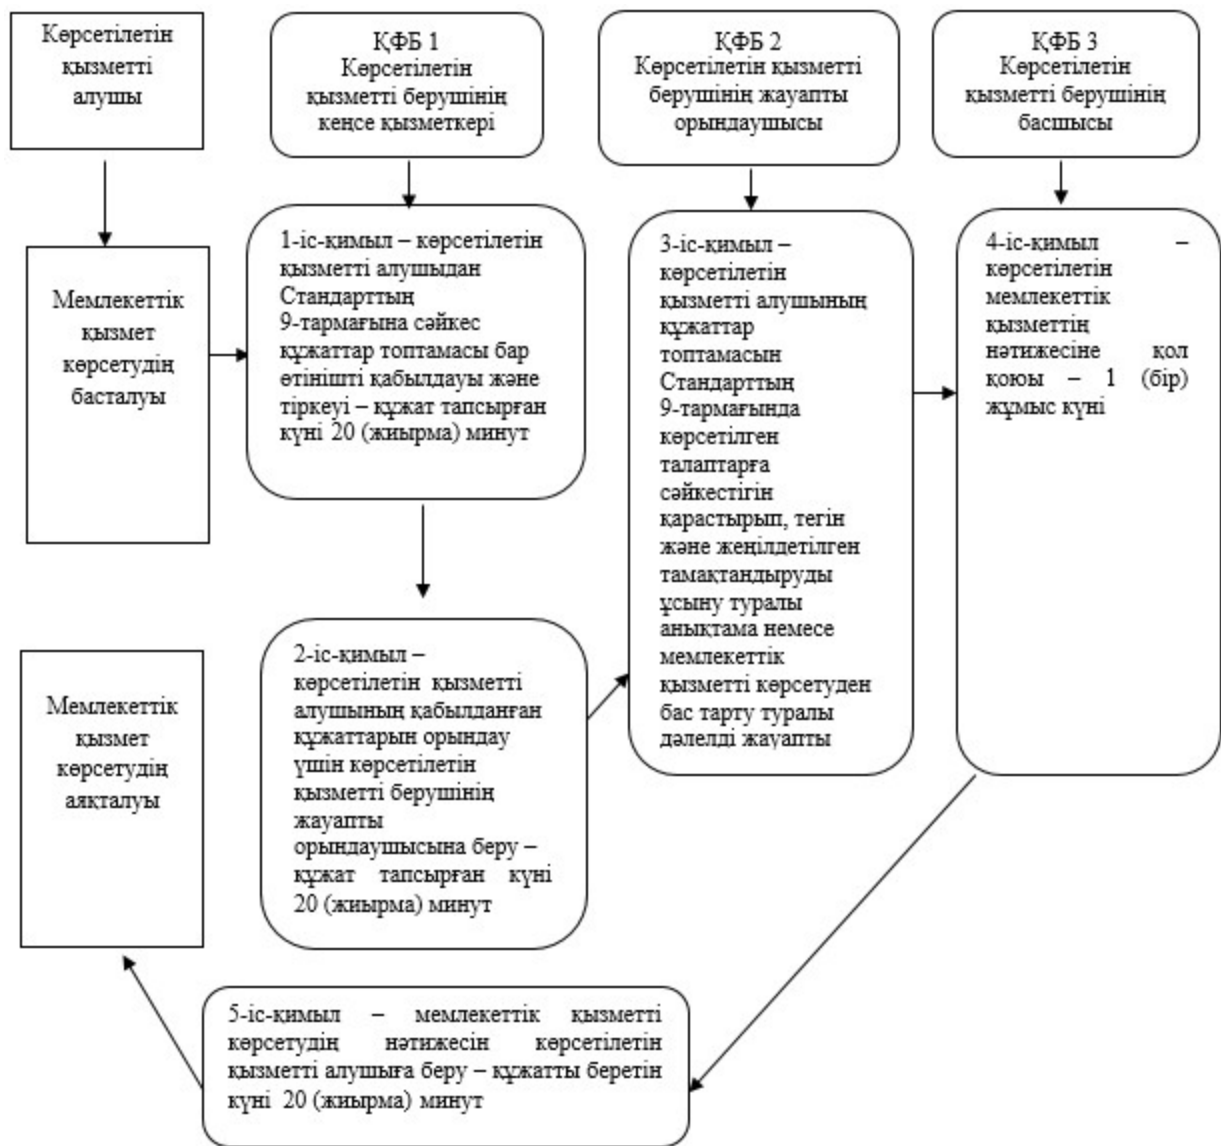 Көрсетілетін
қызметті
алушы
ҚФБ 1
Көрсетілетін
қызметті берушінің
кеңсе қызметкері
ҚФБ 2
Көрсетілетін қызметті
берушінің жауапты
орындаушысы
ҚФБ 3
Көрсетілетін
қызметті берушінің
басшысы
Мемлекеттік
қызмет
көрсетудің
басталуы
1-іс-қимыл – көрсетілетін
қызметті алушыдан
Стандарттың
9-тармағына сәйкес
құжаттар топтамасы бар
өтінішті қабылдауы және
тіркеуі – құжат тапсырған
күні 20 (жиырма) минут
3-іс-қимыл –
көрсетілетін
қызметті алушының
құжаттар
топтамасын
Стандарттың
9-тармағында
көрсетілген
талаптарға
сәйкестігін
қарастырып, тегін
және жеңілдетілген
тамақтандыруды
ұсыну туралы
анықтама немесе
мемлекеттік
қызметті көрсетуден
бас тарту туралы
дәлелді жауапты
4-іс-қимыл –
көрсетілетін
мемлекеттік
қызметтің
нәтижесіне қол
қоюы – 1 (бір)
жұмыс күні
2-іс-қимыл –
көрсетілетін қызметті
алушының қабылданған
құжаттарын орындау
үшін көрсетілетін
қызметті берушінің
жауапты
орындаушысына беру –
құжат тапсырған күні
20 (жиырма) минут
Мемлекеттік
қызмет
көрсетудің
аяқталуы
5-іс-қимыл – мемлекеттік қызметті
көрсетудің нәтижесін көрсетілетін
қызметті алушыға беру – құжатты беретін
күні 20 (жиырма) минут